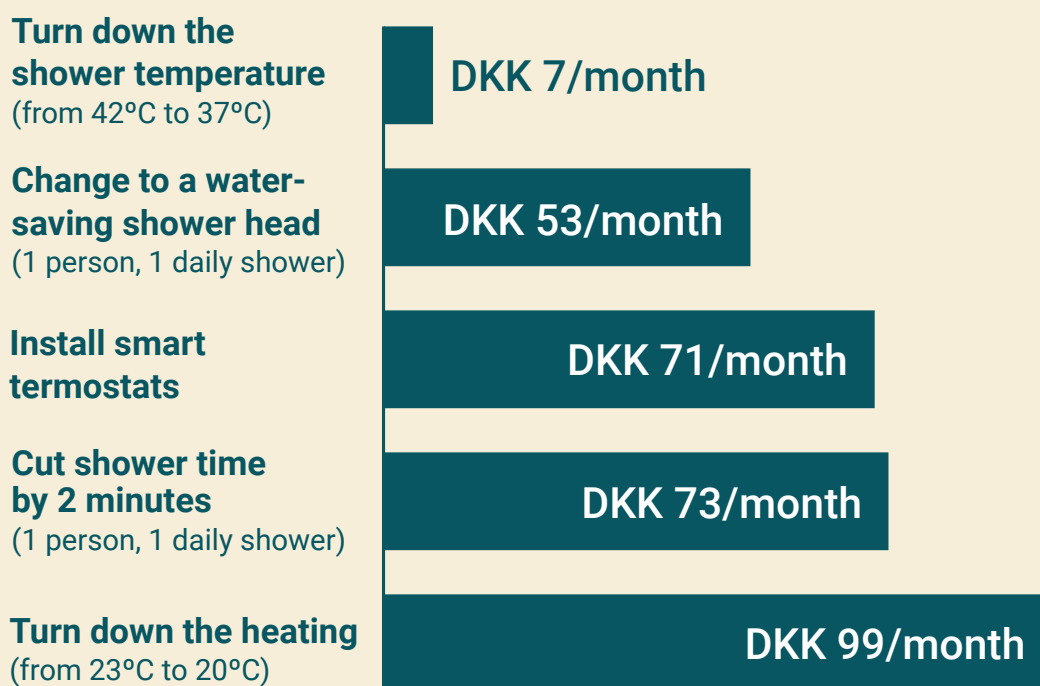 Turn down the
shower temperature
(from 42ºC to 37ºC)
DKK 7/month
Change to a water-
saving shower head
(1 person, 1 daily shower)
DKK 53/month
Install smart
termostats
DKK 71/month
Cut shower time
by 2 minutes
(1 person, 1 daily shower)
DKK 73/month
Turn down the heating
(from 23ºC to 20ºC)
DKK 99/month